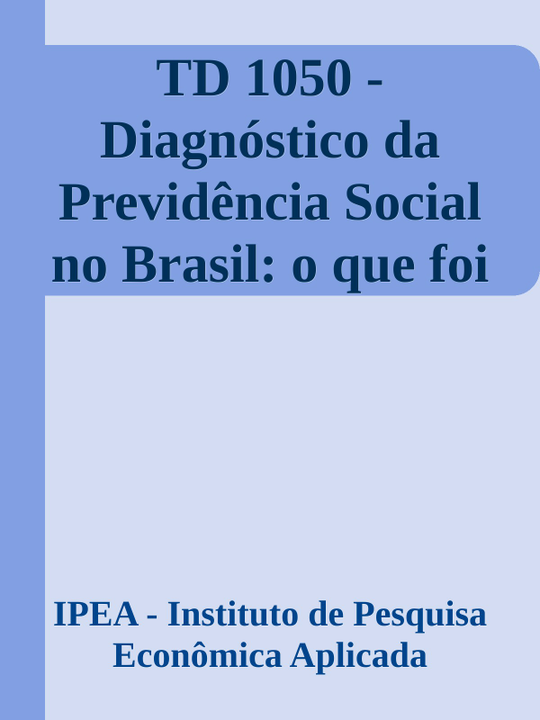 TD 1050 -
Diagnóstico da
Previdência Social
no Brasil: o que foi
IPEA - Instituto de Pesquisa
Econômica Aplicada